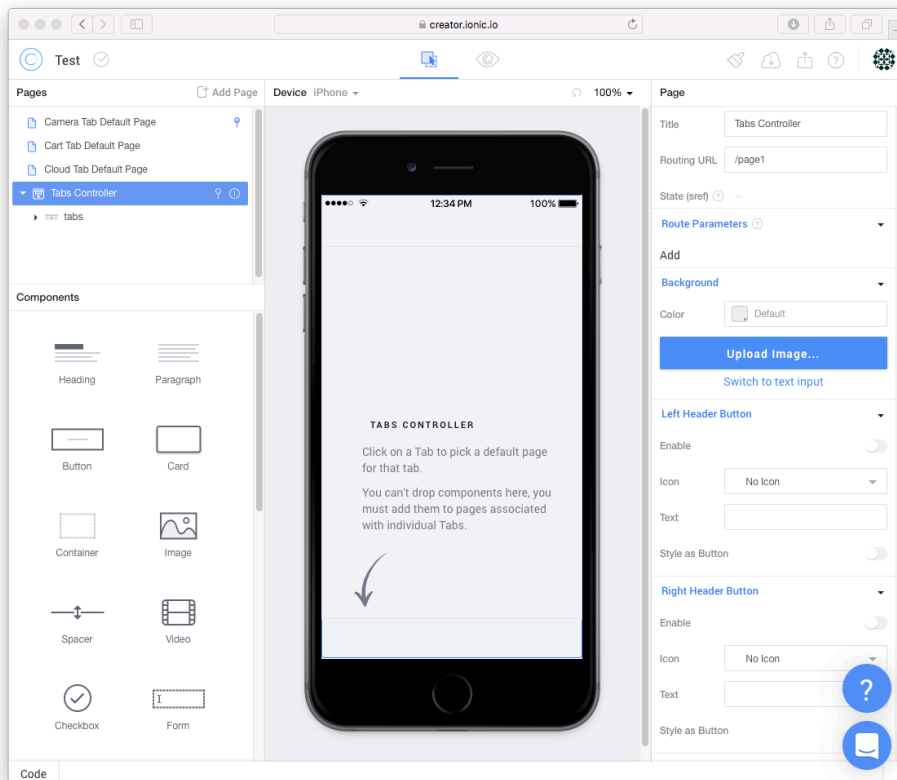 creator.ionic.io
Test
Pages
Add Page
Camera Tab Default Page
Cart Tab Default Page
Cloud Tab Default Page
Tabs Controller
tabs
Components
Heading
Paragraph
Button
Card
Container
Image
Spacer
Video
Checkbox
Form
Code
Device iPhone
100%
12:34 PM
100%
TABS CONTROLLER
Click on a Tab to pick a default page
for that tab.
You can't drop components here, you
must add them to pages associated
with individual Tabs.
Page
Title Tabs Controller
Routing URL /page1
State (sref) ? -
Route Parameters ?
Add
Background
Color Default
Upload Image...
Switch to text input
Left Header Button
Enable
Icon No Icon
Text
Style as Button
Right Header Button
Enable
Icon No Icon
Text
Style as Button